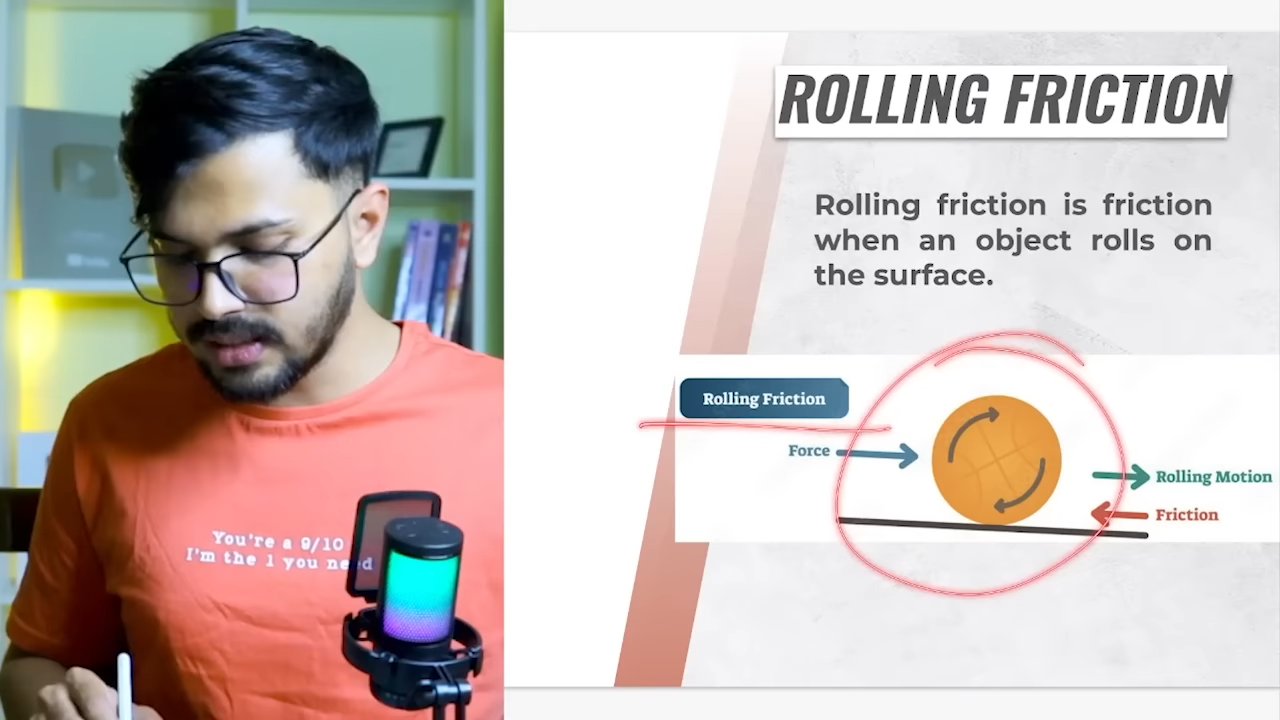 ROLLING FRICTION
Rolling friction is friction
when an object rolls on
the surface.
Rolling Friction
Force
Rolling Motion
Friction
You're a 9/10
I'm the 1 you need